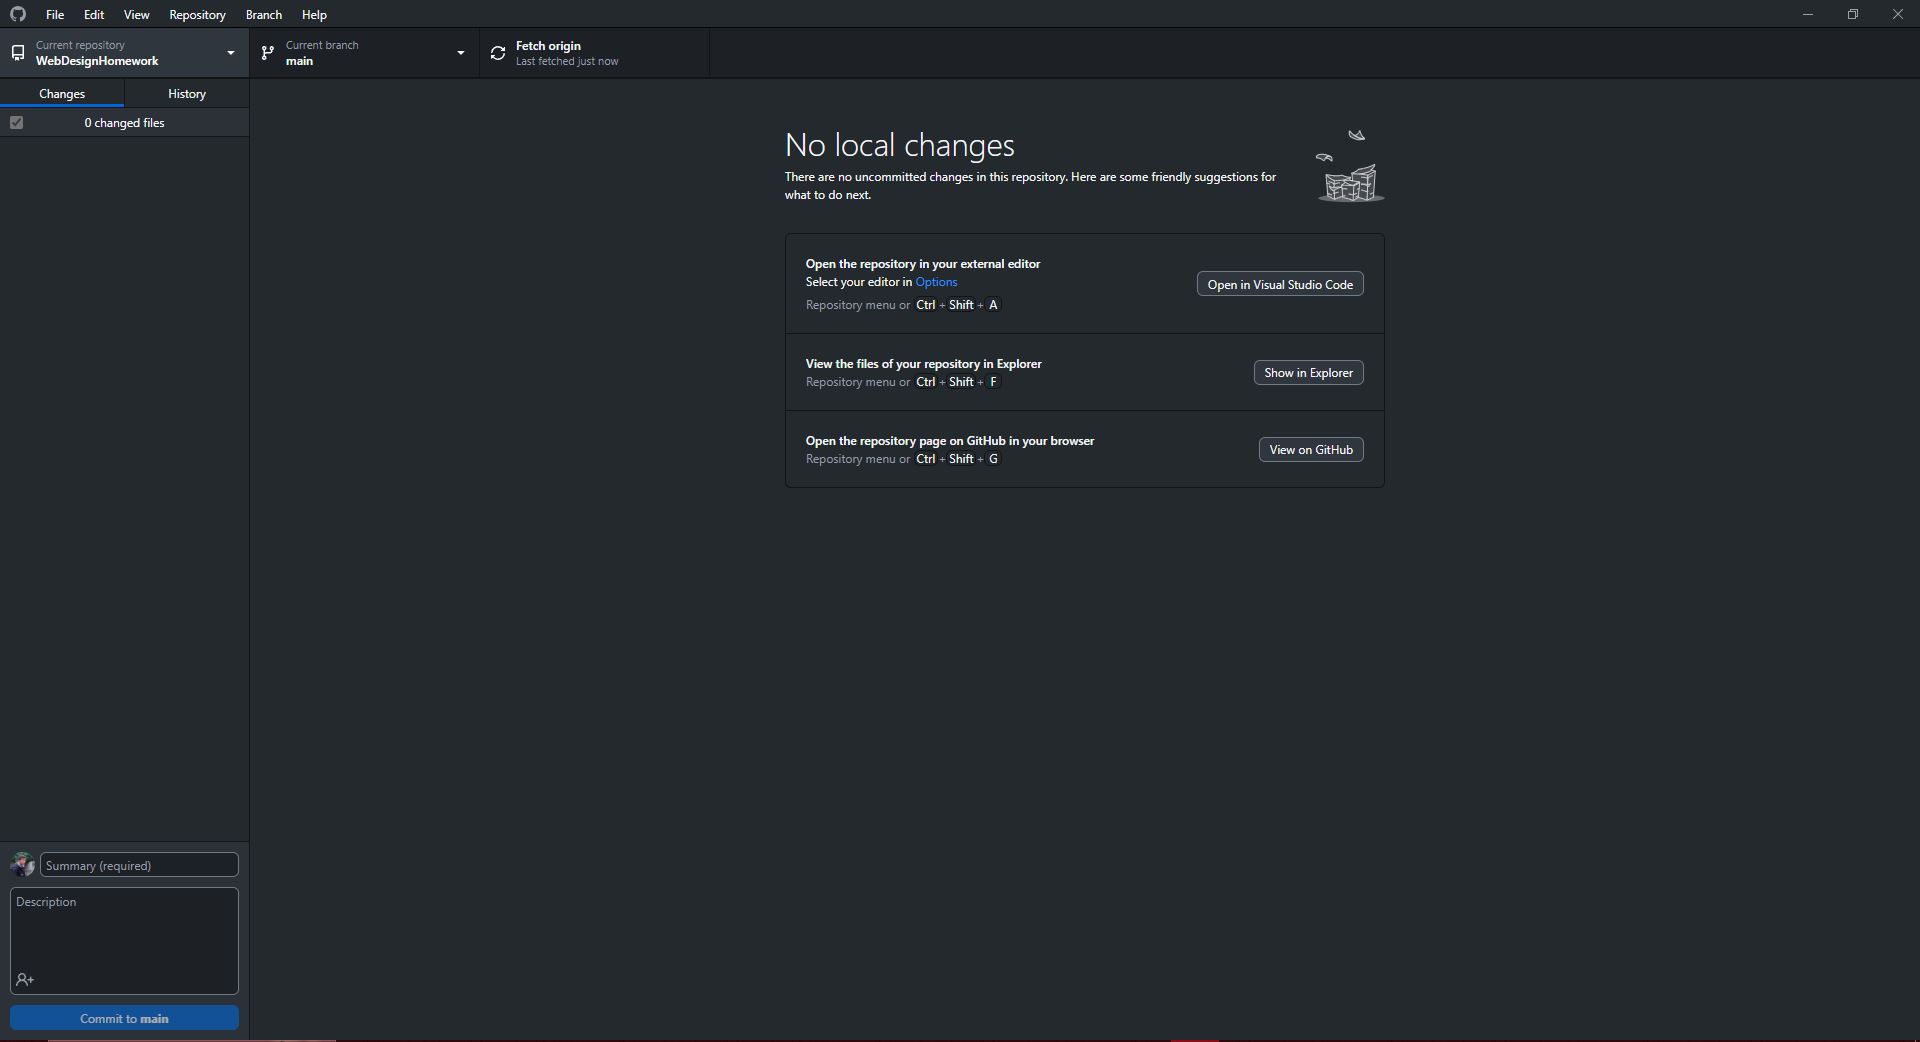 File Edit View Repository Branch Help
Current repository
WebDesignHomework
Current branch
main
Fetch origin
Last fetched just now
Changes History
0 changed files
No local changes
There are no uncommitted changes in this repository. Here are some friendly suggestions for
what to do next.
Open the repository in your external editor
Select your editor in Options
Repository menu or Ctrl + Shift + A
Open in Visual Studio Code
View the files of your repository in Explorer
Repository menu or Ctrl + Shift + F
Show in Explorer
Open the repository page on GitHub in your browser
Repository menu or Ctrl + Shift + G
View on GitHub
Summary (required)
Description
Commit to main